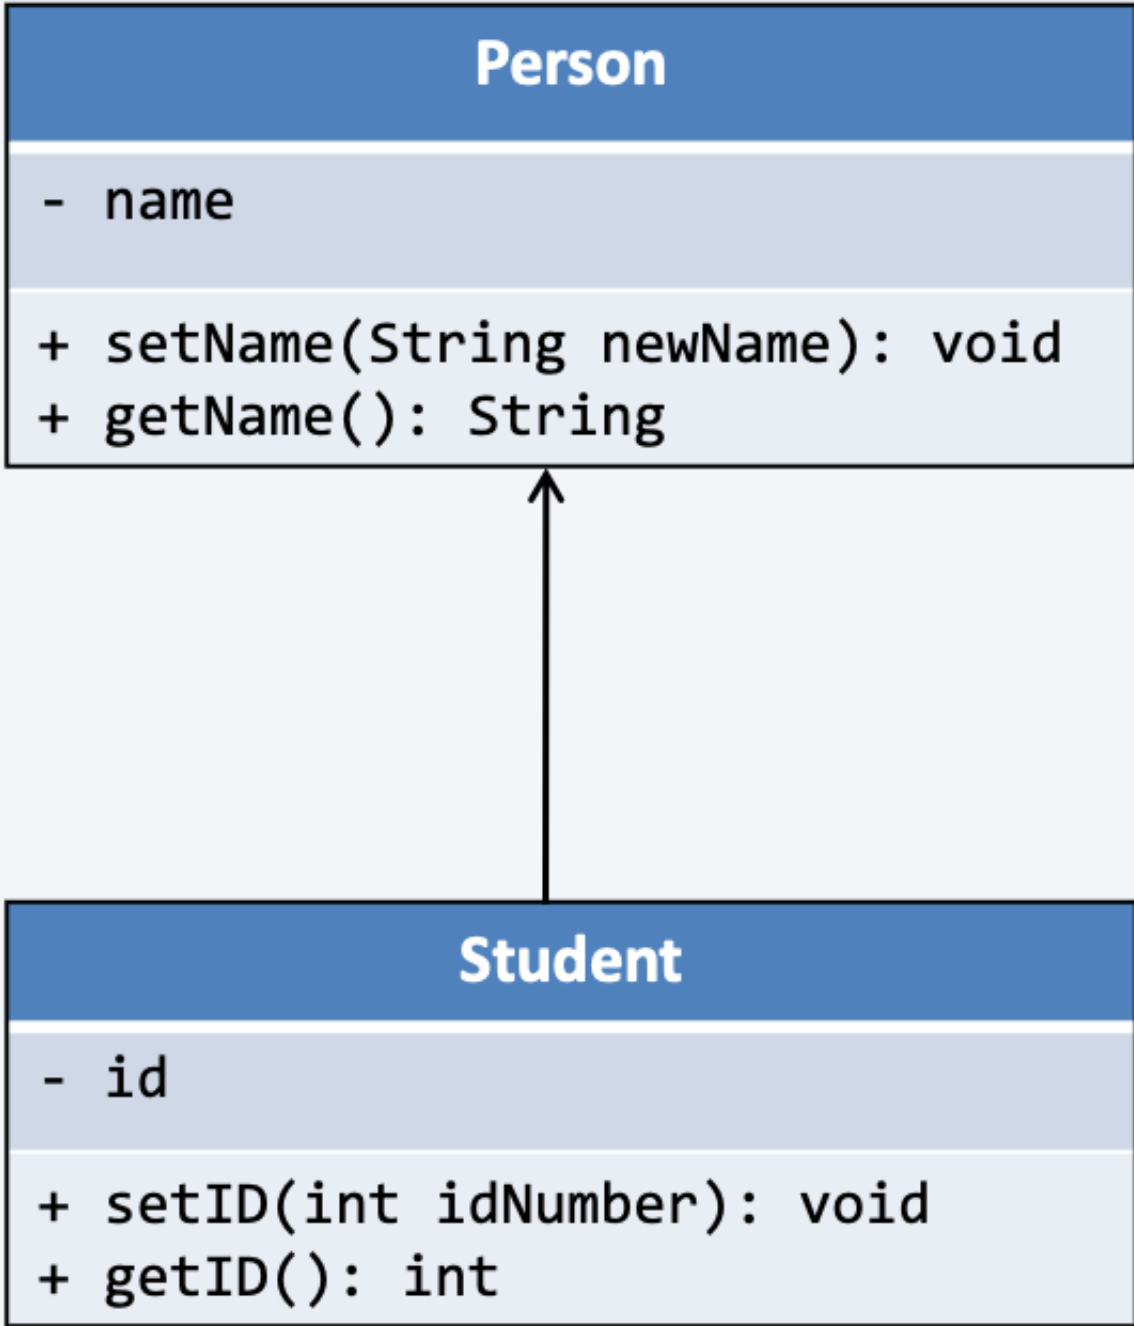 Person
- name
+ setName(String newName): void
+ getName(): String
Student
- id
+ setID(int idNumber): void
+ getID(): int